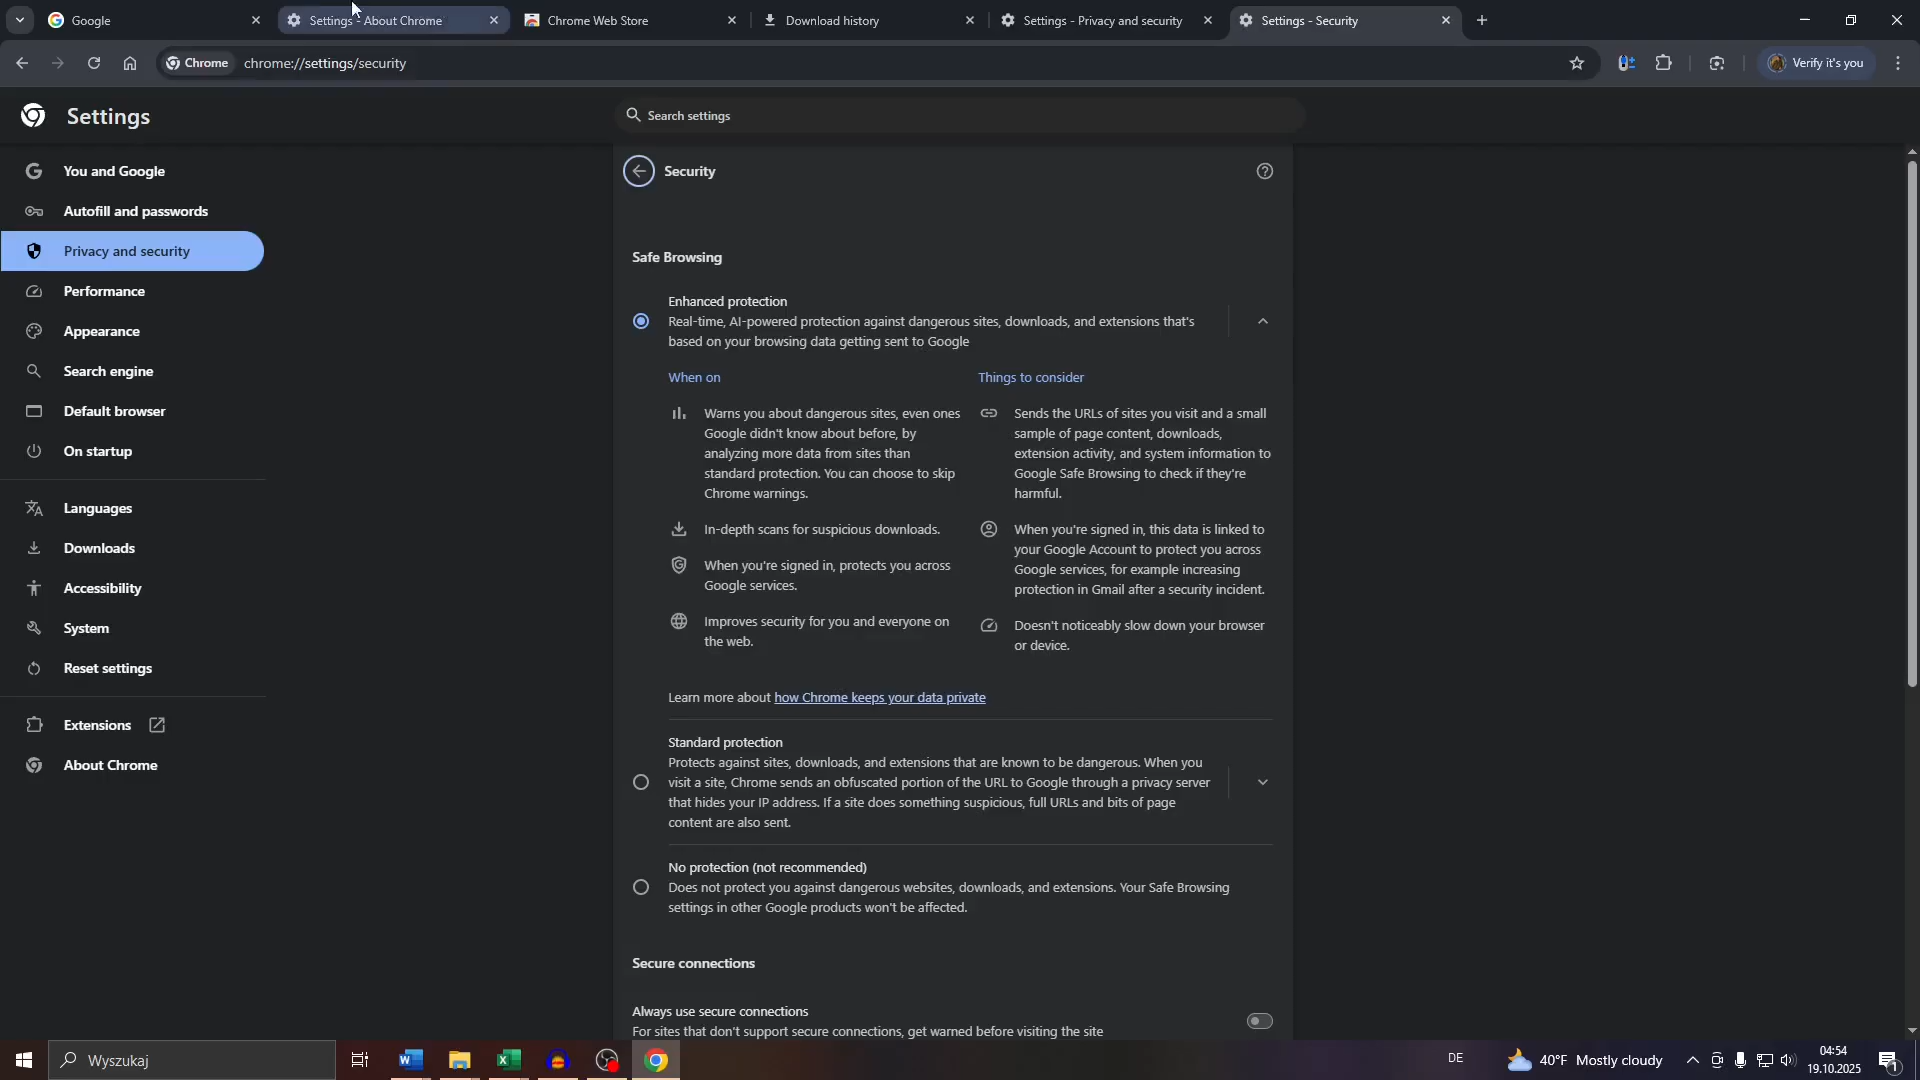 Google
Settings - About Chrome
Chrome Web Store
Download history
Settings - Privacy and security
Settings - Security
Chrome
chrome://settings/security
Verify it's you
Settings
Search settings
You and Google
Autofill and passwords
Privacy and security
Performance
Appearance
Search engine
Default browser
On startup
Languages
Downloads
Accessibility
System
Reset settings
Extensions
About Chrome
Security
Safe Browsing
Enhanced protection
Real-time, AI-powered protection against dangerous sites, downloads, and extensions that's
based on your browsing data getting sent to Google
When on
Warns you about dangerous sites, even ones
Google didn't know about before, by
analyzing more data from sites than
standard protection. You can choose to skip
Chrome warnings.
In-depth scans for suspicious downloads.
When you're signed in, protects you across
Google services.
Improves security for you and everyone on
the web.
Things to consider
Sends the URLs of sites you visit and a small
sample of page content, downloads,
extension activity, and system information to
Google Safe Browsing to check if they're
harmful.
When you're signed in, this data is linked to
your Google Account to protect you across
Google services, for example increasing
protection in Gmail after a security incident.
Doesn't noticeably slow down your browser
or device.
Learn more about how Chrome keeps your data private
Standard protection
Protects against sites, downloads, and extensions that are known to be dangerous. When you
visit a site, Chrome sends an obfuscated portion of the URL to Google through a privacy server
that hides your IP address. If a site does something suspicious, full URLs and bits of page
content are also sent.
No protection (not recommended)
Does not protect you against dangerous websites, downloads, and extensions. Your Safe Browsing
settings in other Google products won't be affected.
Secure connections
Always use secure connections
For sites that don't support secure connections, get warned before visiting the site
Wyszukaj
DE
40°F Mostly cloudy
04:54
19.10.2025
1